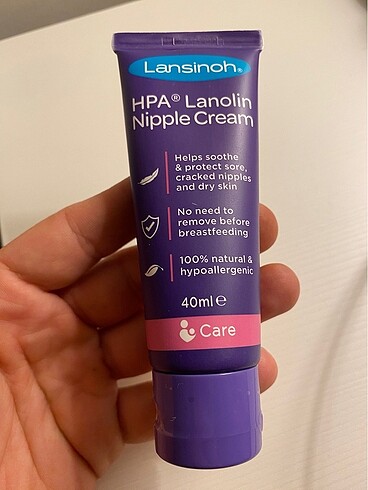 Lansinoh®
HPA® Lanolin
Nipple Cream
Helps soothe
& protect sore,
cracked nipples
and dry skin
No need to
remove before
breastfeeding
100% natural &
hypoallergenic
40ml ℮
Care